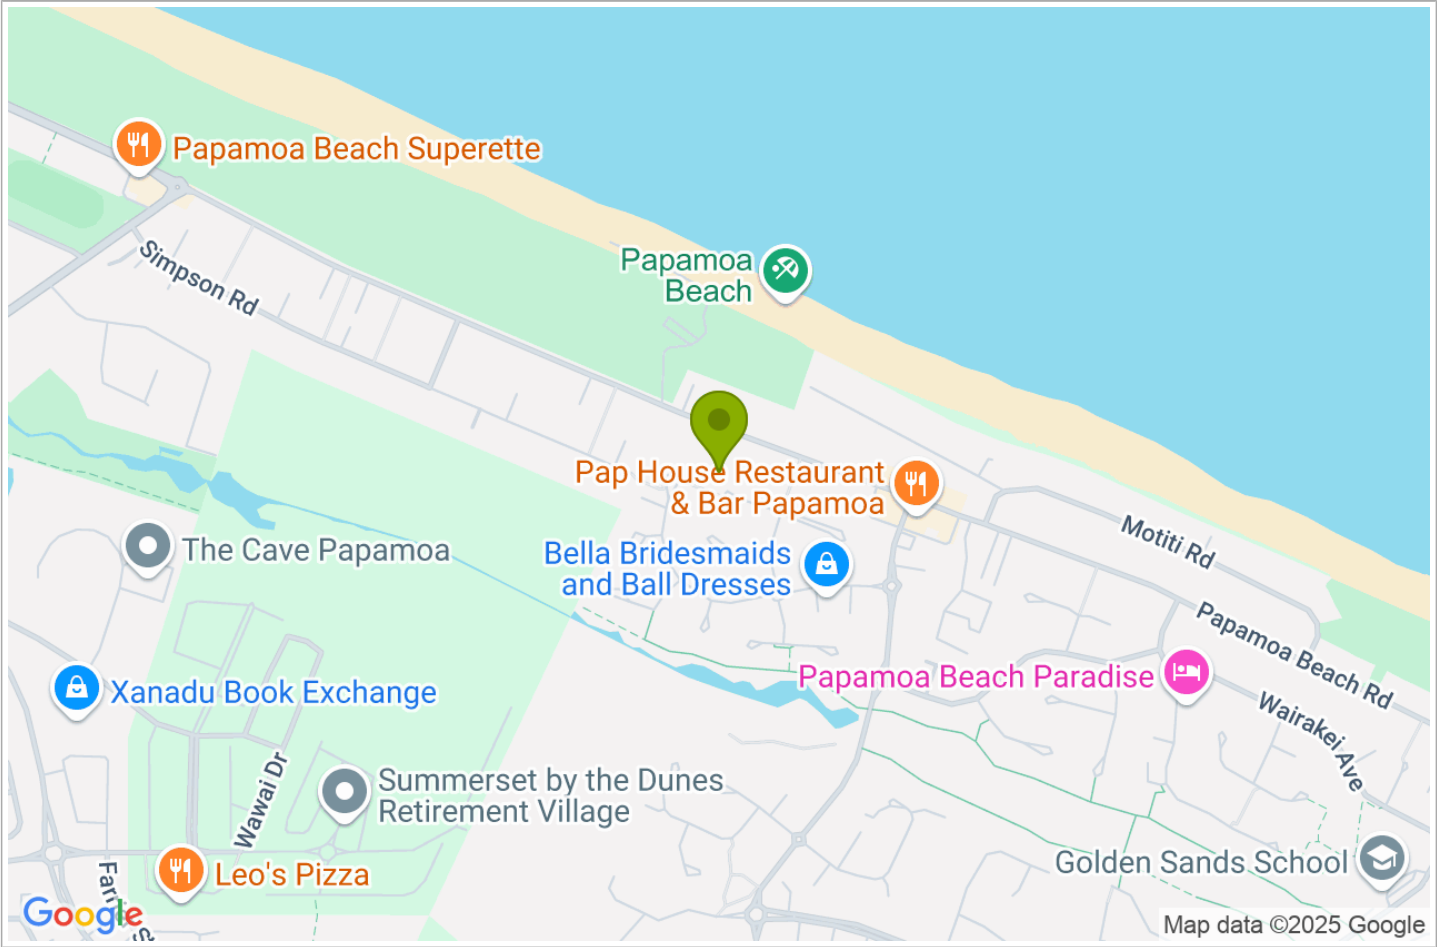 Papamoa Beach Superette
Simpson Rd
Papamoa
Beach
Pap House Restaurant
& Bar Papamoa
Motiti Rd
The Cave Papamoa
Bella Bridesmaids
and Ball Dresses
Papamoa Beach Rd
Papamoa Beach Paradise
Xanadu Book Exchange
Wairakei Ave
Wawai Dr
Summerset by the Dunes
Retirement Village
Golden Sands School
Leo's Pizza
Google
Map data ©2025 Google